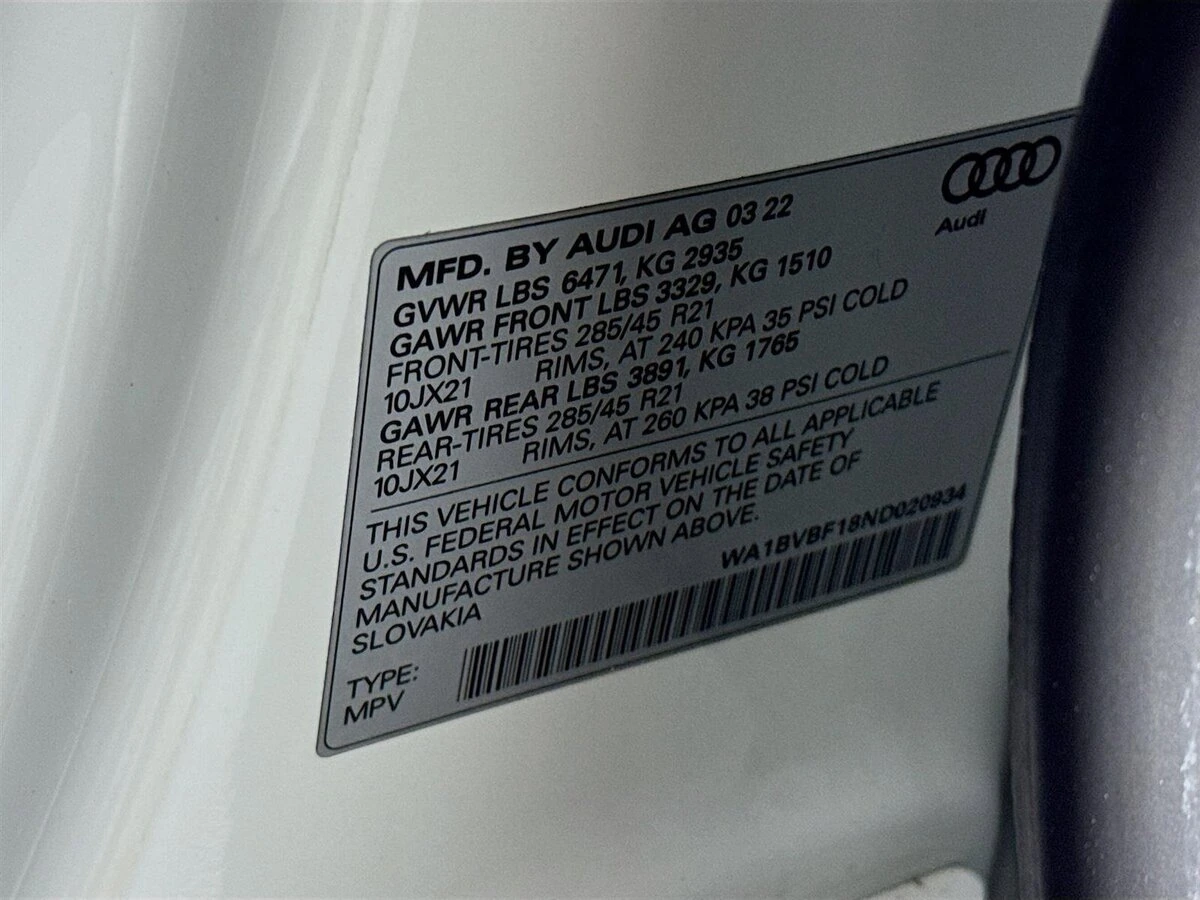 Audi
MFD. BY AUDI AG 03 22
GVWR LBS 6471, KG 2935
GAWR FRONT LBS 3329, KG 1510
FRONT-TIRES 285/45 R21
10JX21 RIMS, AT 240 KPA 35 PSI COLD
GAWR REAR LBS 3891, KG 1765
REAR-TIRES 285/45 R21
10JX21 RIMS, AT 260 KPA 38 PSI COLD
THIS VEHICLE CONFORMS TO ALL APPLICABLE
U.S. FEDERAL MOTOR VEHICLE SAFETY
STANDARDS IN EFFECT ON THE DATE OF
MANUFACTURE SHOWN ABOVE.
SLOVAKIA
WA1BVBF18ND020934
TYPE:
MPV